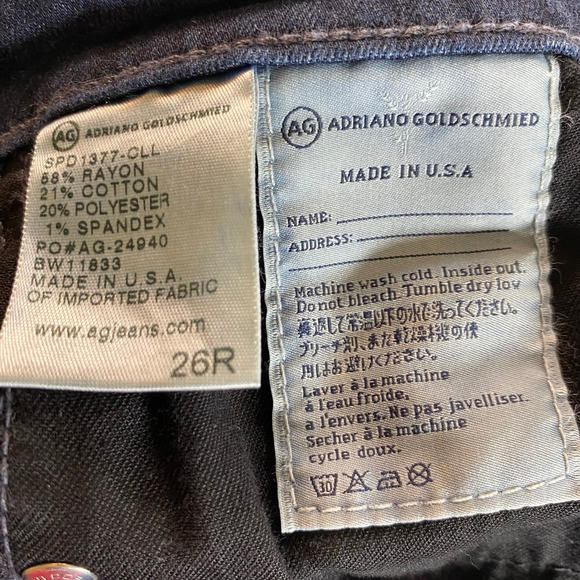 AG ADRIANO GOLDSCHMIED
SPD1377-CLL
58% RAYON
21% COTTON
20% POLYESTER
1% SPANDEX
PO#AG-24940
BW11833
MADE IN U.S.A.
OF IMPORTED FABRIC
www.agjeans.com
26R
AG ADRIANO GOLDSCHMIED
MADE IN U.S.A
NAME:
ADDRESS:
Machine wash cold. Inside out.
Do not bleach. Tumble dry low
裏返して常温以下の水で洗ってください。
ブリーチ剤、また乾燥機の使
用はお避けください。
Laver à la machine
à l'eau froide,
a l'envers. Ne pas javelliser.
Secher à la machine
cycle doux.
30